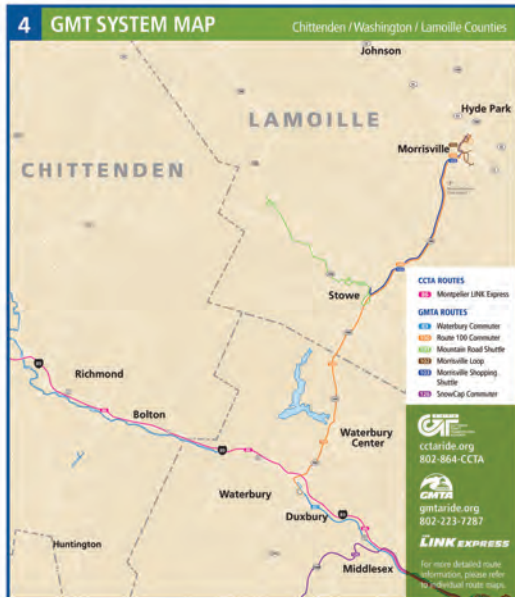 4 GMT SYSTEM MAP Chittenden / Washington / Lamoille Counties
Johnson
Hyde Park
LAMOILLE
Morrisville
CHITTENDEN
Stowe
Richmond
Bolton
Waterbury
Center
Waterbury
Duxbury
Huntington
Middlesex
CCTA ROUTES
86 Montpelier LINK Express
GMTA ROUTES
83 Waterbury Commuter
100 Route 100 Commuter
Mountain Road Shuttle
Morrisville Loop
Morrisville Shopping
Shuttle
SnowCap Commuter
cctaride.org
802-864-CCTA
GMTA
gmtaride.org
802-223-7287
LINK EXPRESS
For more detailed route
information, please refer
to individual route maps.